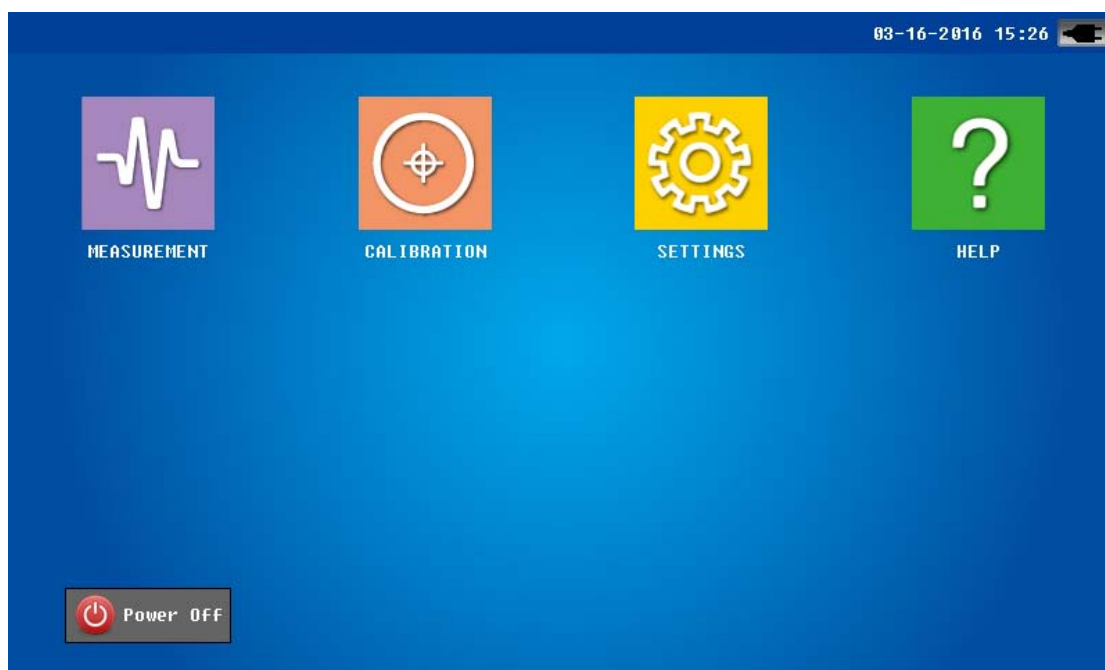 03-16-2016 15:26
MEASUREMENT
CALIBRATION
SETTINGS
HELP
Power Off